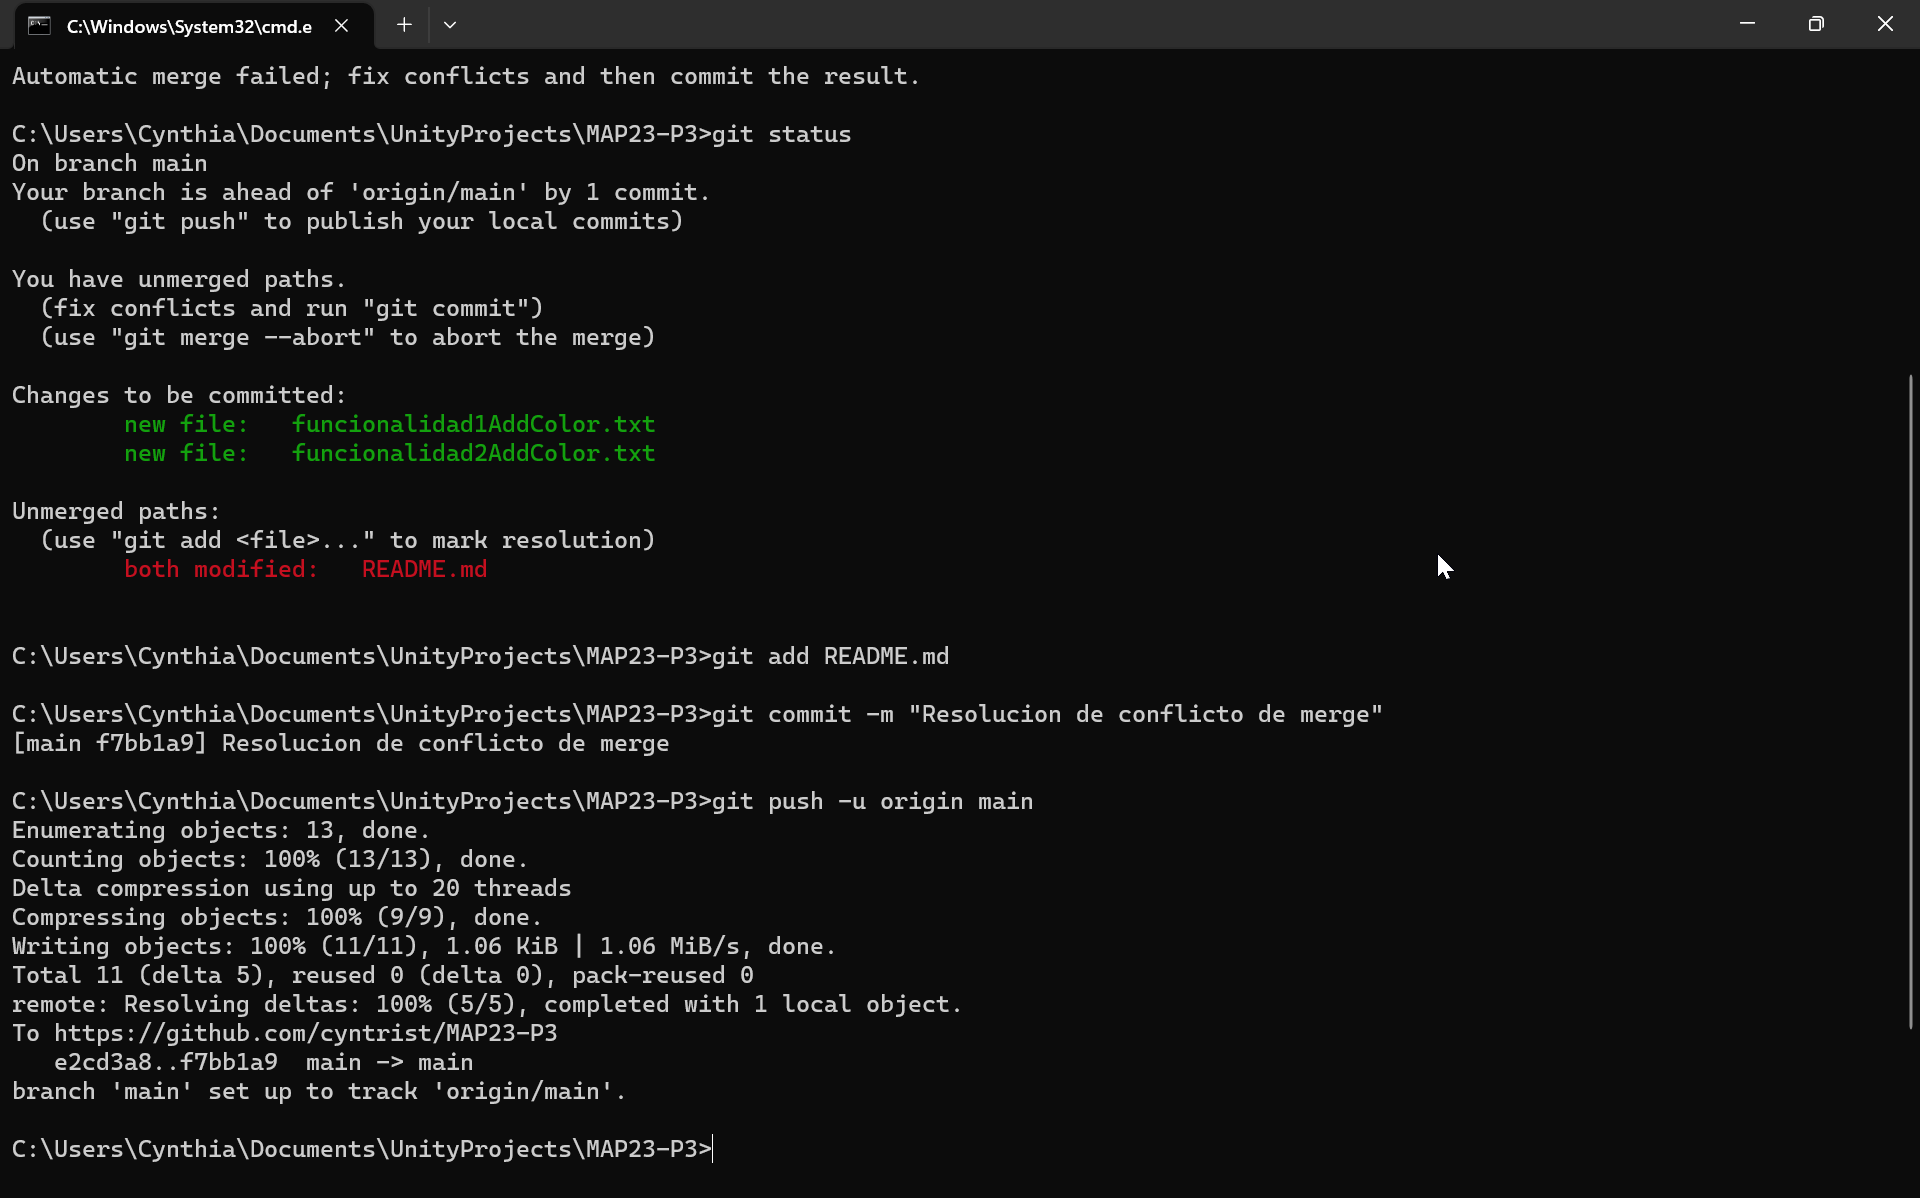 C:\Windows\System32\cmd.e
Automatic merge failed; fix conflicts and then commit the result.
C:\Users\Cynthia\Documents\UnityProjects\MAP23-P3>git status
On branch main
Your branch is ahead of 'origin/main' by 1 commit.
  (use "git push" to publish your local commits)
You have unmerged paths.
  (fix conflicts and run "git commit")
  (use "git merge --abort" to abort the merge)
Changes to be committed:
        new file:   funcionalidad1AddColor.txt
        new file:   funcionalidad2AddColor.txt
Unmerged paths:
  (use "git add <file>..." to mark resolution)
        both modified:   README.md
C:\Users\Cynthia\Documents\UnityProjects\MAP23-P3>git add README.md
C:\Users\Cynthia\Documents\UnityProjects\MAP23-P3>git commit -m "Resolucion de conflicto de merge"
[main f7bb1a9] Resolucion de conflicto de merge
C:\Users\Cynthia\Documents\UnityProjects\MAP23-P3>git push -u origin main
Enumerating objects: 13, done.
Counting objects: 100% (13/13), done.
Delta compression using up to 20 threads
Compressing objects: 100% (9/9), done.
Writing objects: 100% (11/11), 1.06 KiB | 1.06 MiB/s, done.
Total 11 (delta 5), reused 0 (delta 0), pack-reused 0
remote: Resolving deltas: 100% (5/5), completed with 1 local object.
To https://github.com/cyntrist/MAP23-P3
   e2cd3a8..f7bb1a9  main -> main
branch 'main' set up to track 'origin/main'.
C:\Users\Cynthia\Documents\UnityProjects\MAP23-P3>